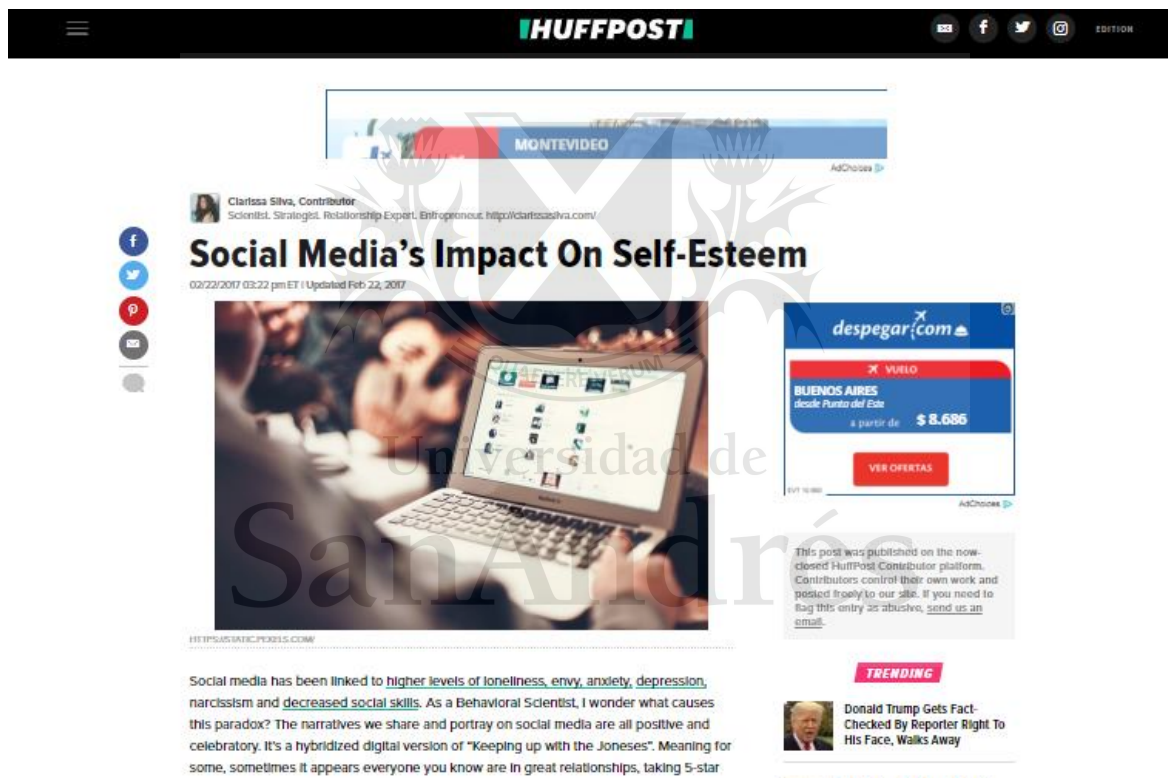 HUFFPOST
EDITION
MONTEVIDEO
AdChoices
Clarissa Silva, Contributor
Scientist. Strategist. Relationship Expert. Entrepreneur. http://clarissasilva.com/
Social Media’s Impact On Self-Esteem
02/22/2017 03:22 pm ET | Updated Feb 22, 2017
HTTPS://STATIC.PEXELS.COM/
Social media has been linked to higher levels of loneliness, envy, anxiety, depression,
narcissism and decreased social skills. As a Behavioral Scientist, I wonder what causes
this paradox? The narratives we share and portray on social media are all positive and
celebratory. It’s a hybridized digital version of “Keeping up with the Joneses”. Meaning for
some, sometimes it appears everyone you know are in great relationships, taking 5-star
despegar.com
VUELO
BUENOS AIRES
desde Punta del Este
a partir de $ 8.686
VER OFERTAS
AdChoices
This post was published on the now-
closed HuffPost Contributor platform.
Contributors control their own work and
posted freely to our site. If you need to
flag this entry as abusive, send us an
email.
TRENDING
Donald Trump Gets Fact-
Checked By Reporter Right To
His Face, Walks Away
QUAERERE VERUM
Universidad de
SanAndrés